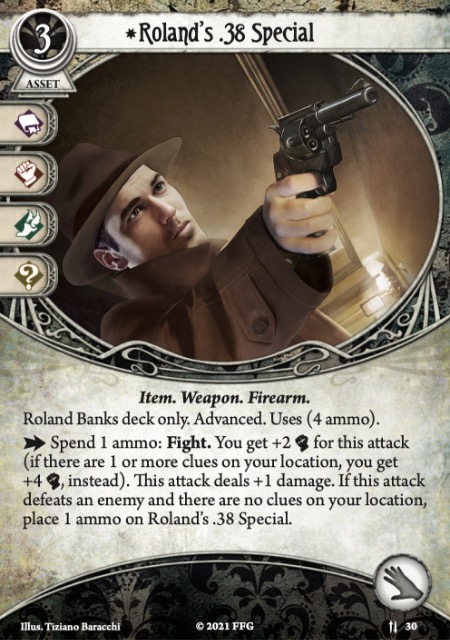 3
*Roland's .38 Special
ASSET
?
Item. Weapon. Firearm.
Roland Banks deck only. Advanced. Uses (4 ammo).
Spend 1 ammo: Fight. You get +2 for this attack
(if there are 1 or more clues on your location, you get
+4 , instead). This attack deals +1 damage. If this attack
defeats an enemy and there are no clues on your location,
place 1 ammo on Roland's .38 Special.
Illus. Tiziano Baracchi © 2021 FFG 30